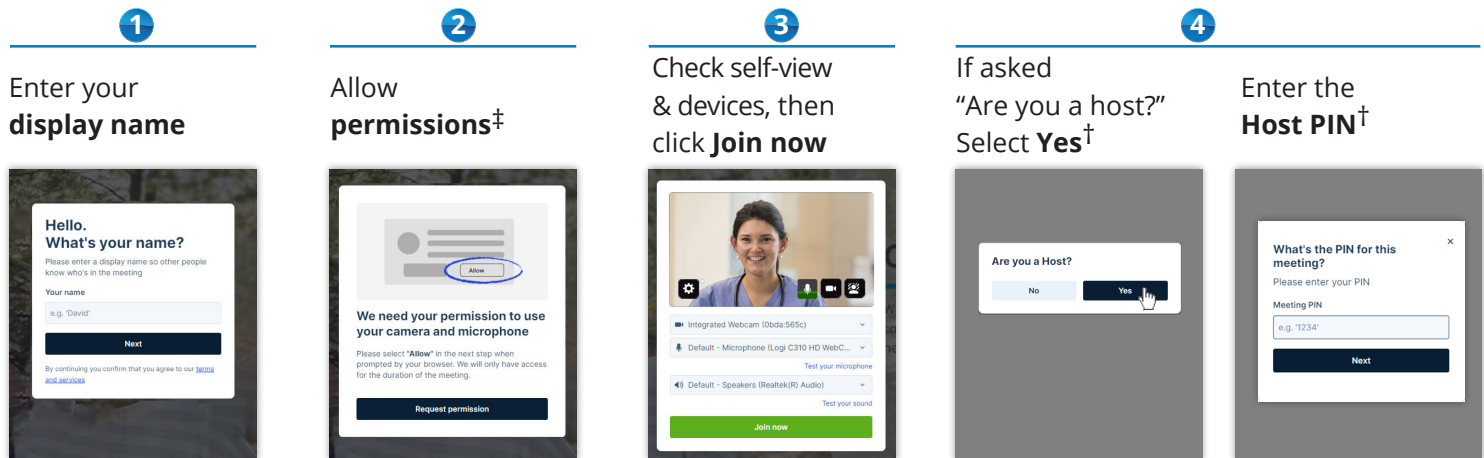 1
Enter your
display name
Hello.
What's your name?
Please enter a display name so other people
know who's in the meeting
Your name
e.g. 'David'
Next
By continuing you confirm that you agree to our terms
and services
2
Allow
permissions‡
Allow
We need your permission to use
your camera and microphone
Please select "Allow" in the next step when
prompted by your browser. We will only have access
for the duration of the meeting.
Request permission
3
Check self-view
& devices, then
click Join now
Integrated Webcam (0bda:565c)
Default - Microphone (Logi C310 HD WebC...
Test your microphone
Default - Speakers (Realtek(R) Audio)
Test your sound
Join now
4
If asked
“Are you a host?”
Select Yes†
Are you a Host?
No
Yes
Enter the
Host PIN†
What's the PIN for this
meeting?
Please enter your PIN
Meeting PIN
e.g. '1234'
Next